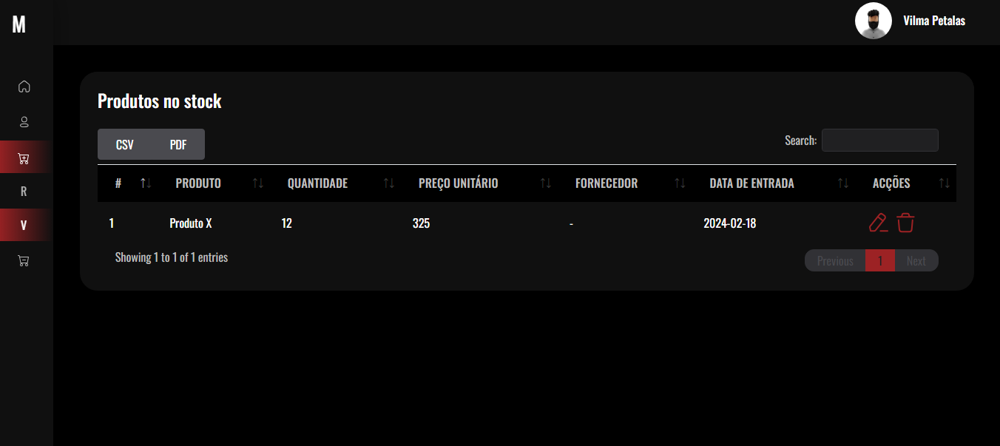 M
Vilma Petalas
Produtos no stock
CSV PDF
Search:
# PRODUTO QUANTIDADE PREÇO UNITÁRIO FORNECEDOR DATA DE ENTRADA ACÇÕES
1 Produto X 12 325 - 2024-02-18
R
V
Showing 1 to 1 of 1 entries
Previous 1 Next